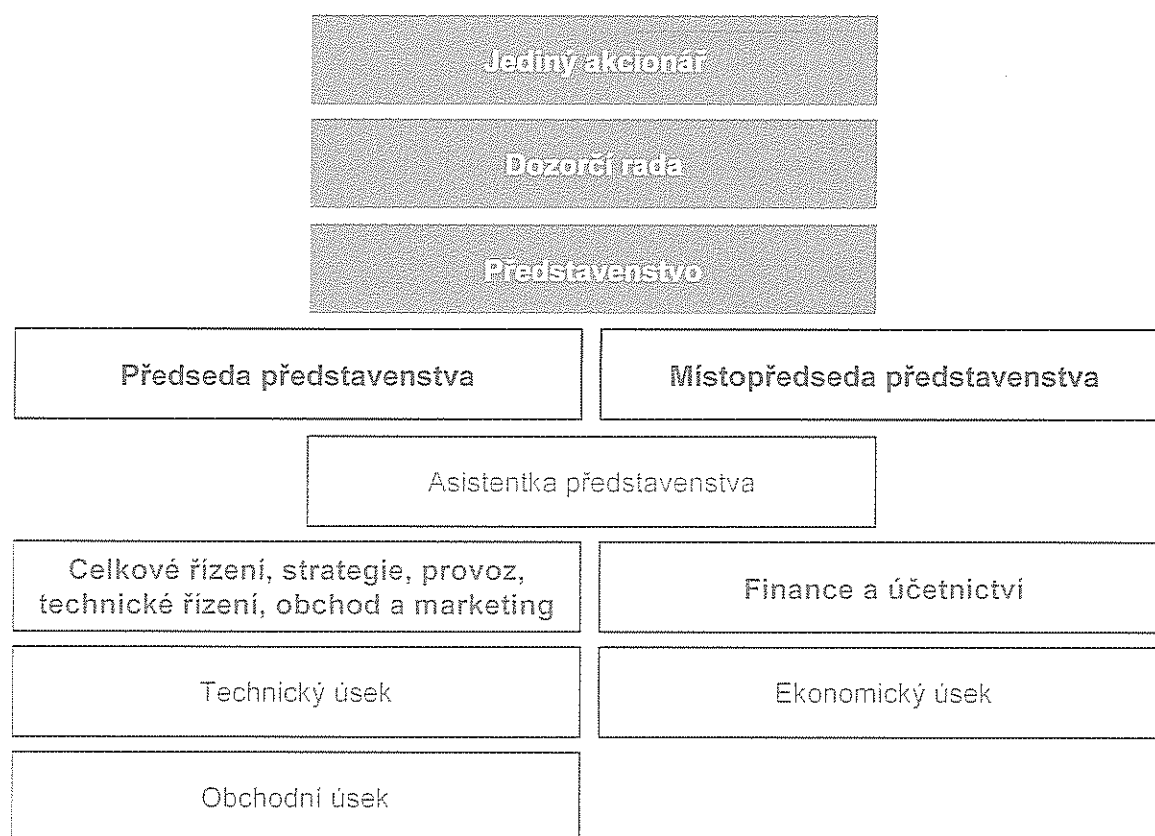 Jediný akcionář
Dozorčí rada
Představenstvo
Předseda představenstva
Místopředseda představenstva
Asistentka představenstva
Celkové řízení, strategie, provoz,
technické řízení, obchod a marketing
Finance a účetnictví
Technický úsek
Ekonomický úsek
Obchodní úsek